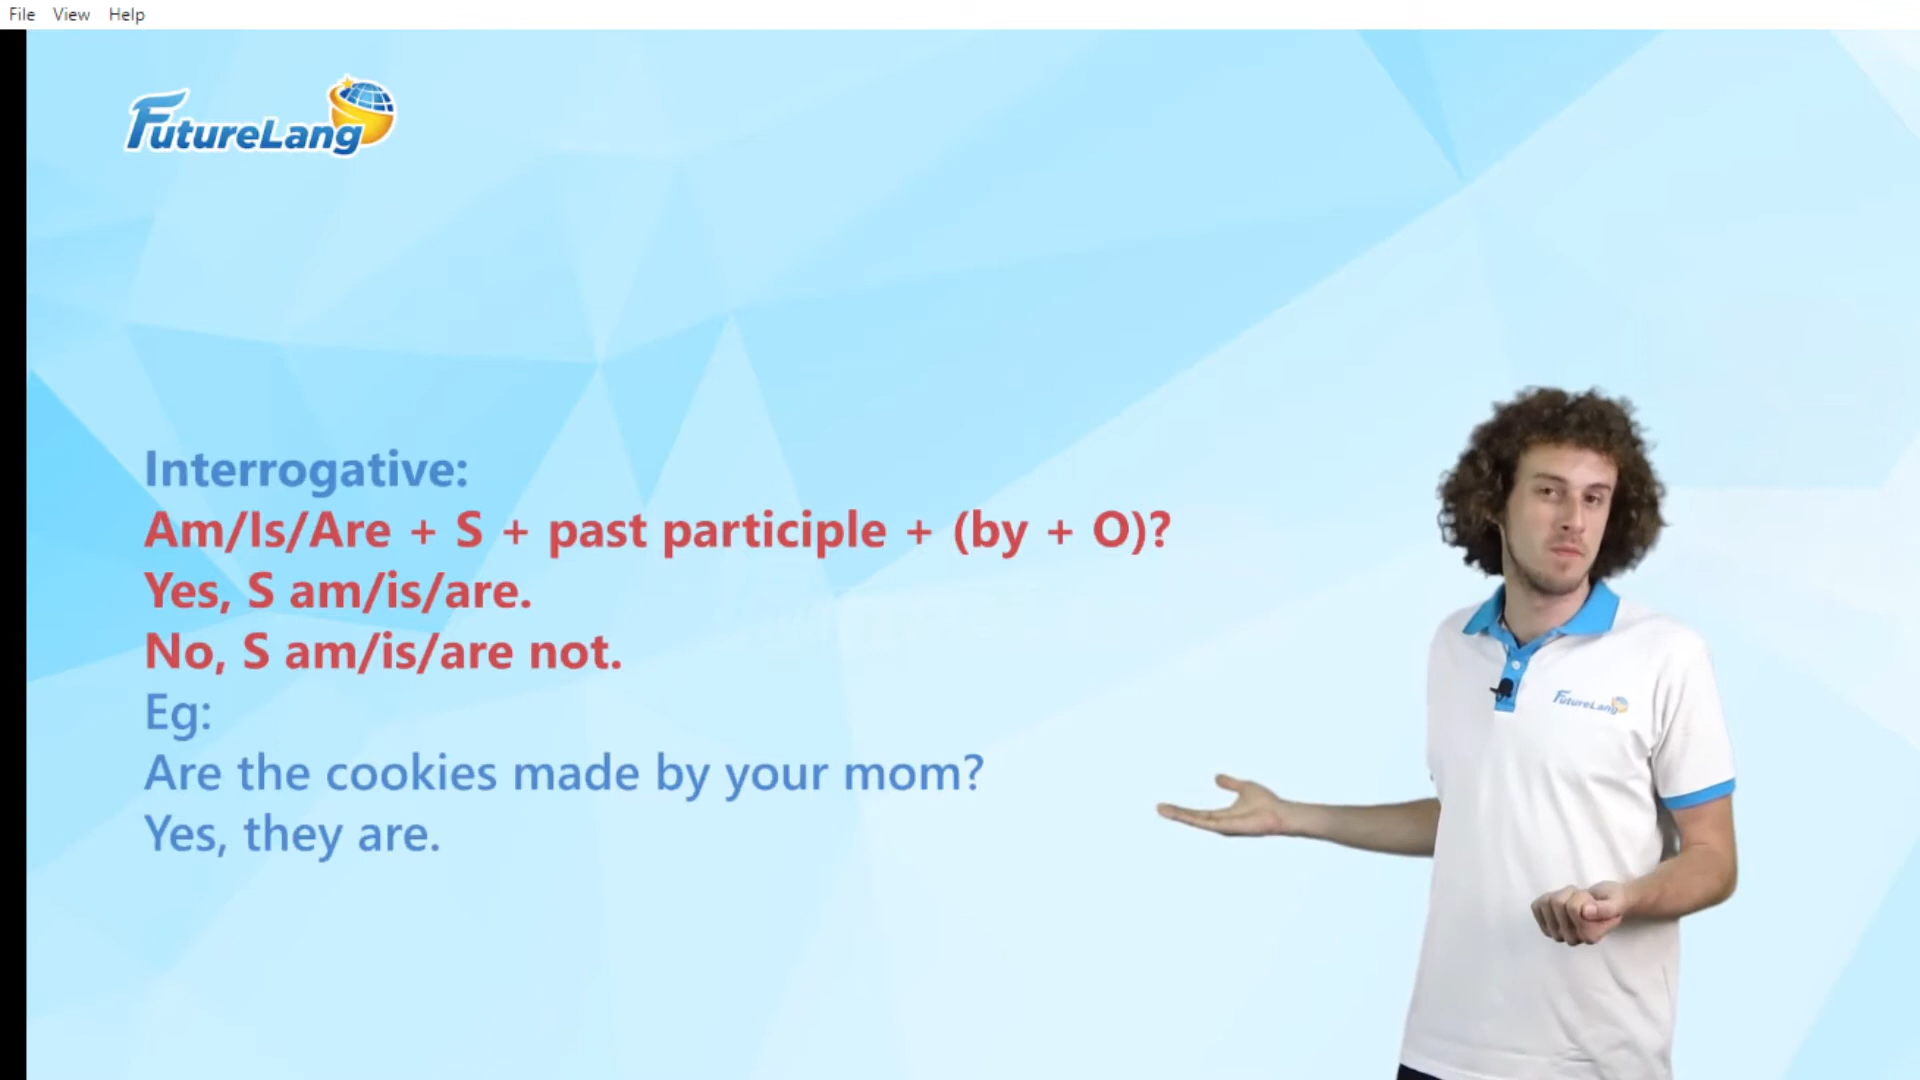 File View Help
FutureLang
Interrogative:
Am/Is/Are + S + past participle + (by + O)?
Yes, S am/is/are.
No, S am/is/are not.
Eg:
Are the cookies made by your mom?
Yes, they are.
FutureLang